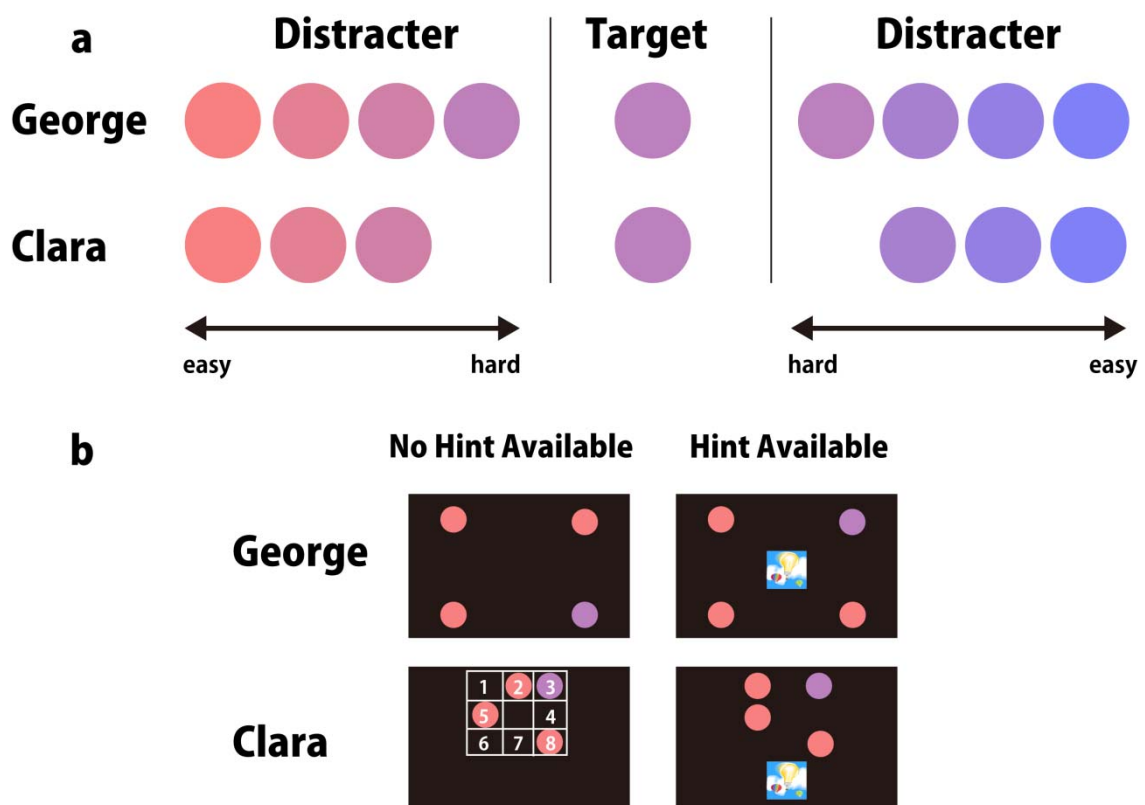 a
Distracter Target Distracter
George
Clara
easy hard hard easy
b
No Hint Available Hint Available
George
1 2 3
5 4
6 7 8
Clara